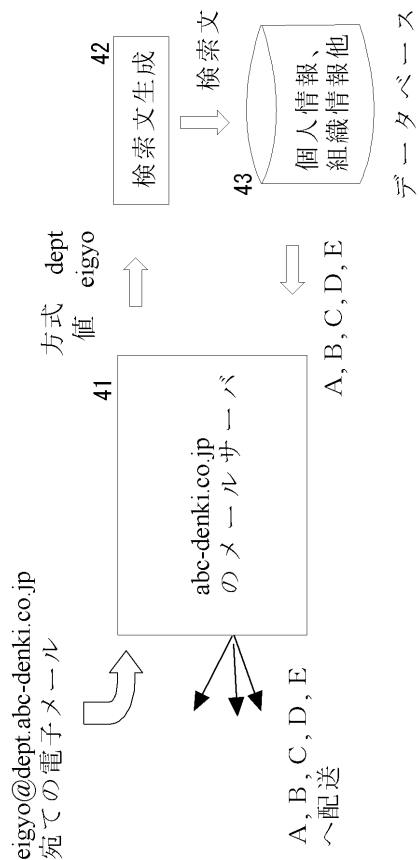 eigyo@dept.abc-denki.co.jp
宛ての電子メール
41
abc-denki.co.jp
のメールサーバ
A, B, C, D, E
へ配送
方式 dept
値 eigyo
42
検索文生成
検索文
43
個人情報、
組織情報他
データベース
A, B, C, D, E